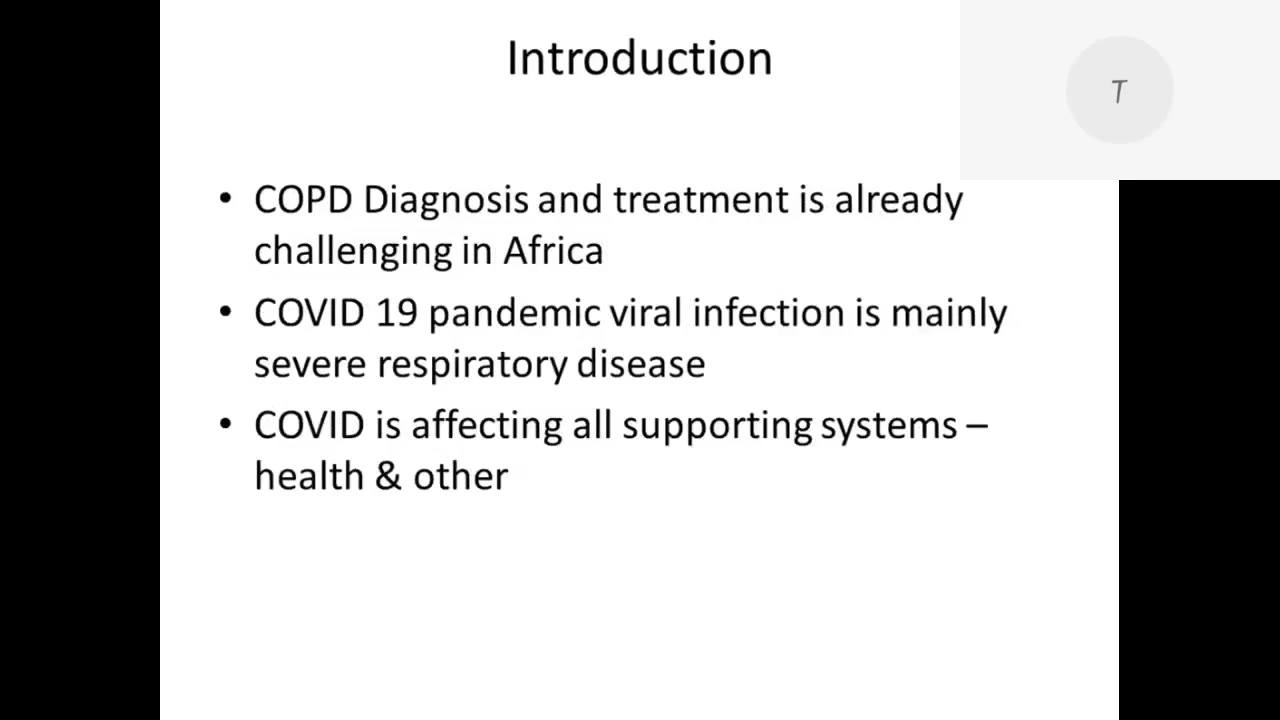 Introduction
T
• COPD Diagnosis and treatment is already
challenging in Africa
• COVID 19 pandemic viral infection is mainly
severe respiratory disease
• COVID is affecting all supporting systems –
health & other